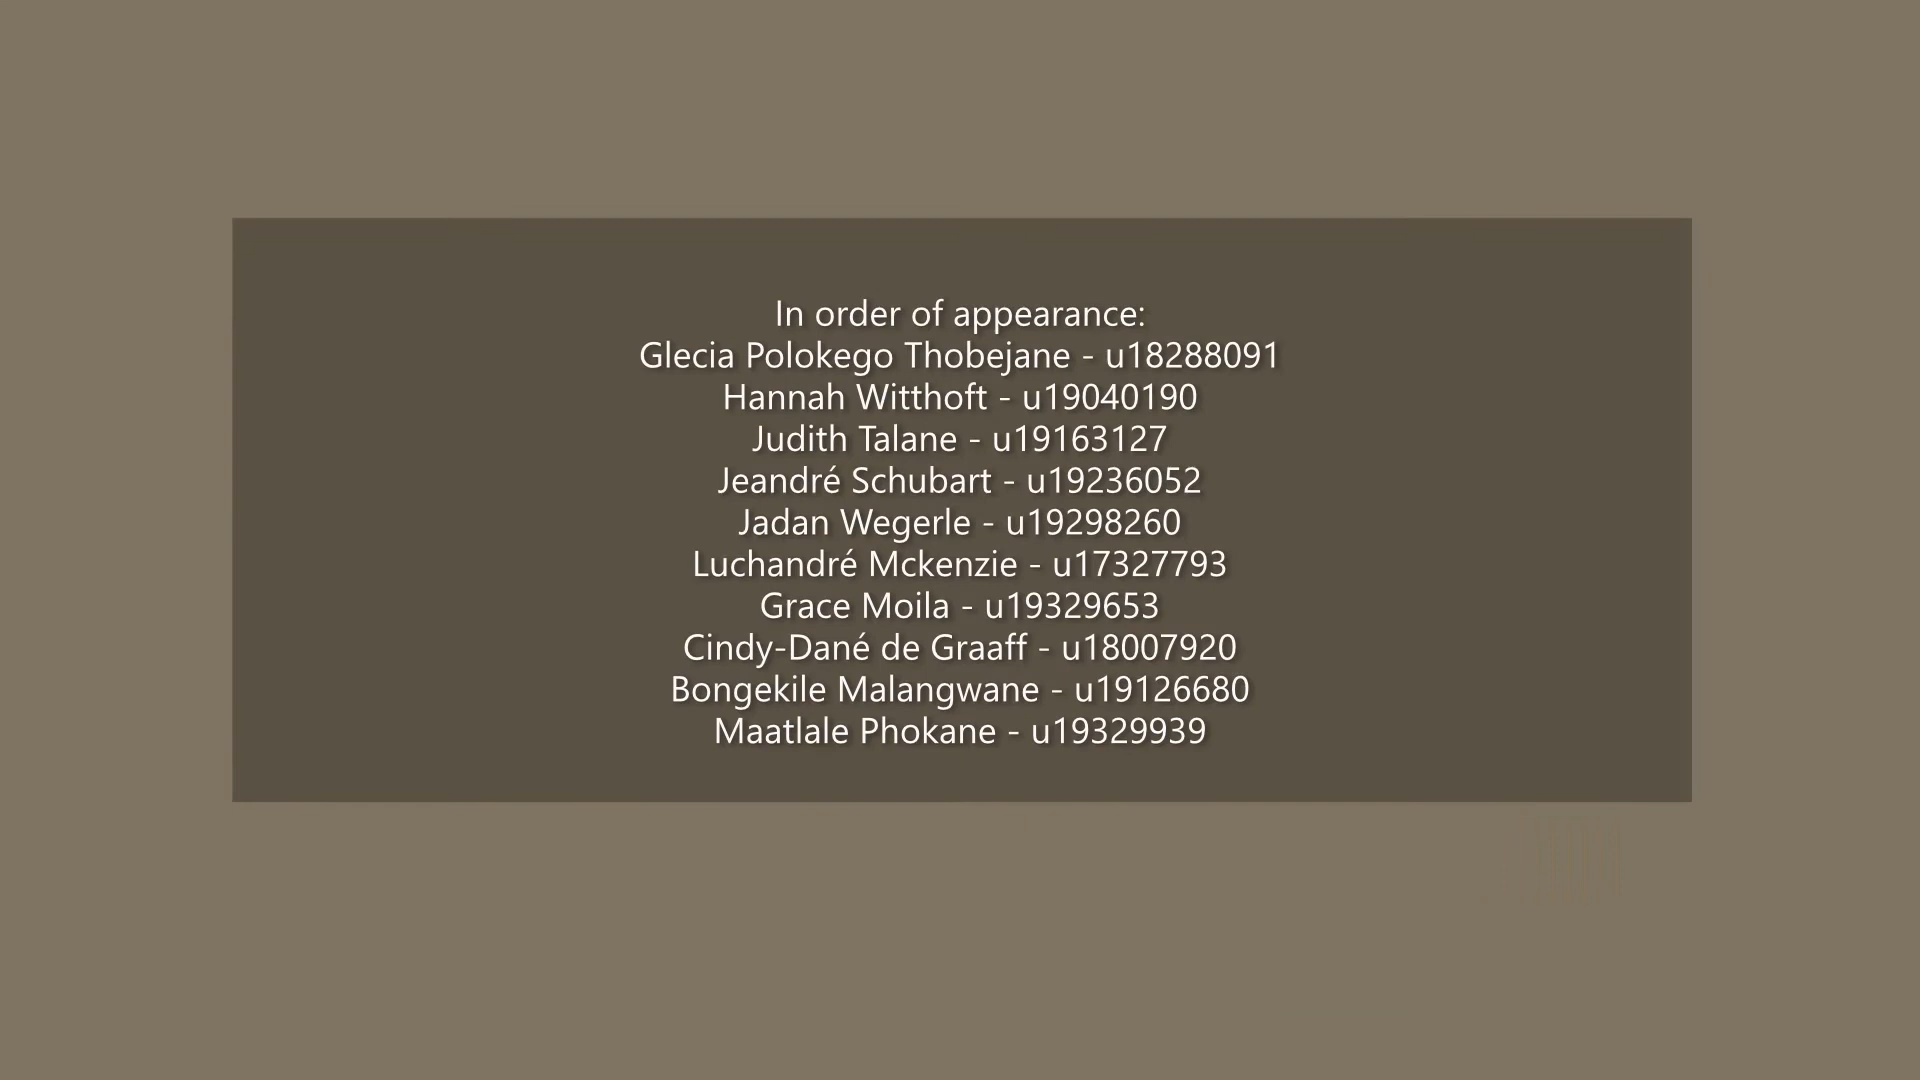 In order of appearance:
Glecia Polokego Thobejane - u18288091
Hannah Witthoft - u19040190
Judith Talane - u19163127
Jeandré Schubart - u19236052
Jadan Wegerle - u19298260
Luchandré Mckenzie - u17327793
Grace Moila - u19329653
Cindy-Dané de Graaff - u18007920
Bongekile Malangwane - u19126680
Maatlale Phokane - u19329939